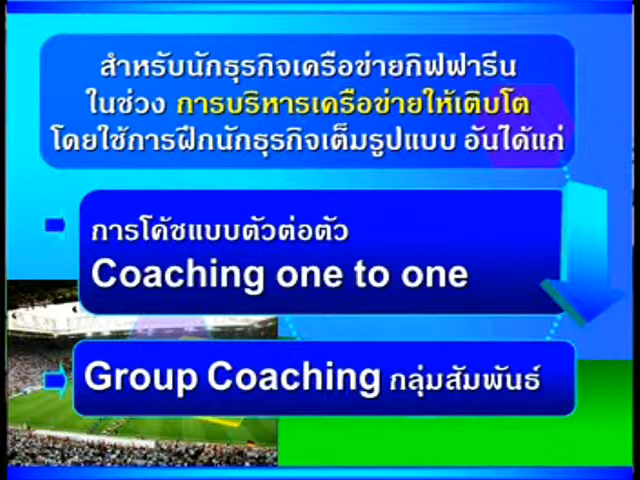 สำหรับนักธุรกิจเครือข่ายกิฟฟารีน
ในช่วง การบริหารเครือข่ายให้เติบโต
โดยใช้การฝึกนักธุรกิจเต็มรูปแบบ อันได้แก่
การโค้ชแบบตัวต่อตัว
Coaching one to one
Group Coaching กลุ่มสัมพันธ์